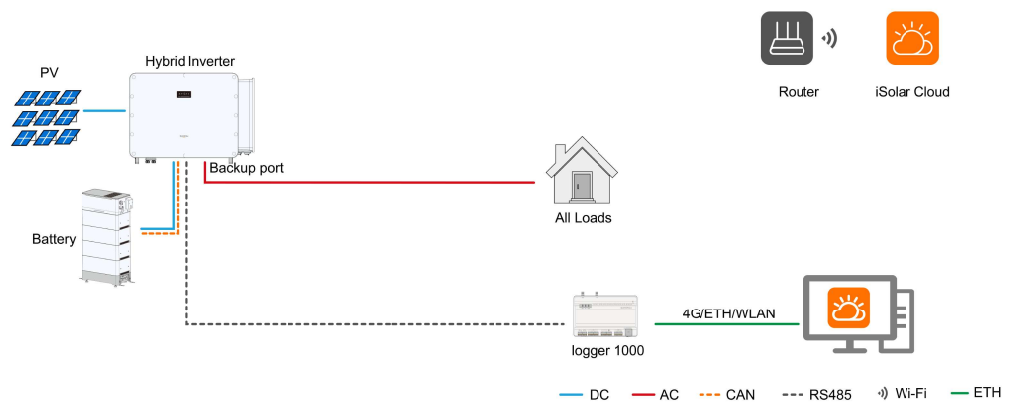 PV
Hybrid Inverter
Router
iSolar Cloud
Backup port
All Loads
Battery
4G/ETH/WLAN
logger 1000
DC
AC
CAN
RS485
Wi-Fi
ETH